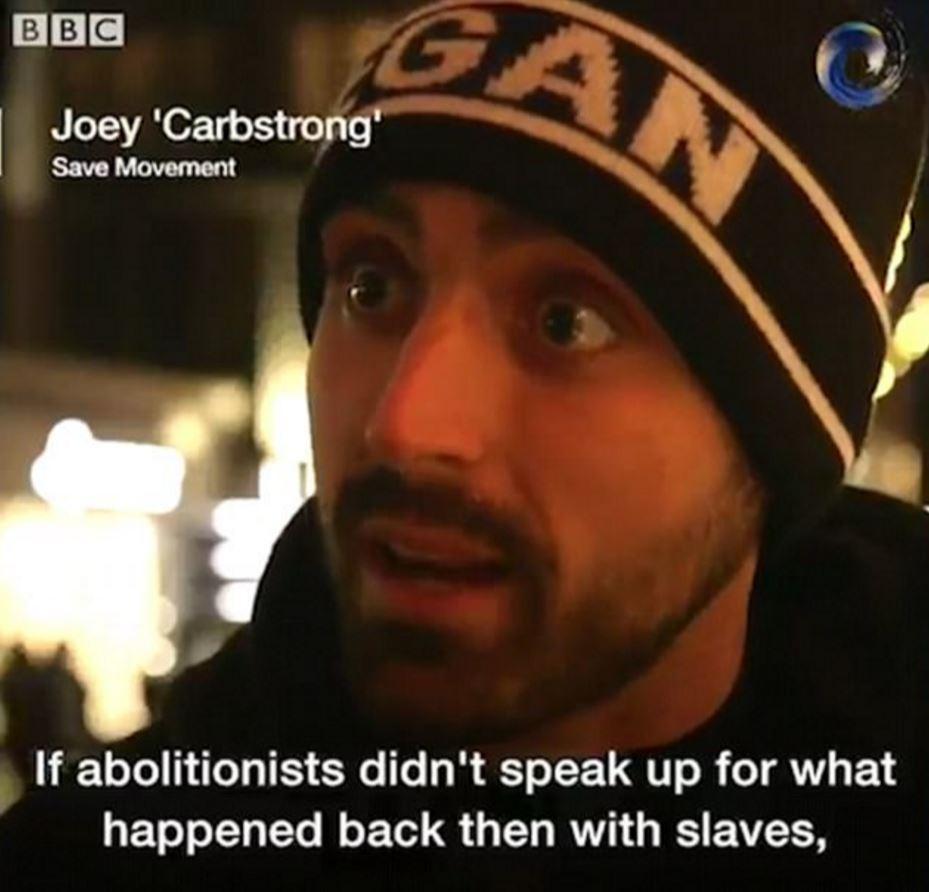 BBC
Joey 'Carbstrong'
Save Movement
GAN
If abolitionists didn't speak up for what
happened back then with slaves,